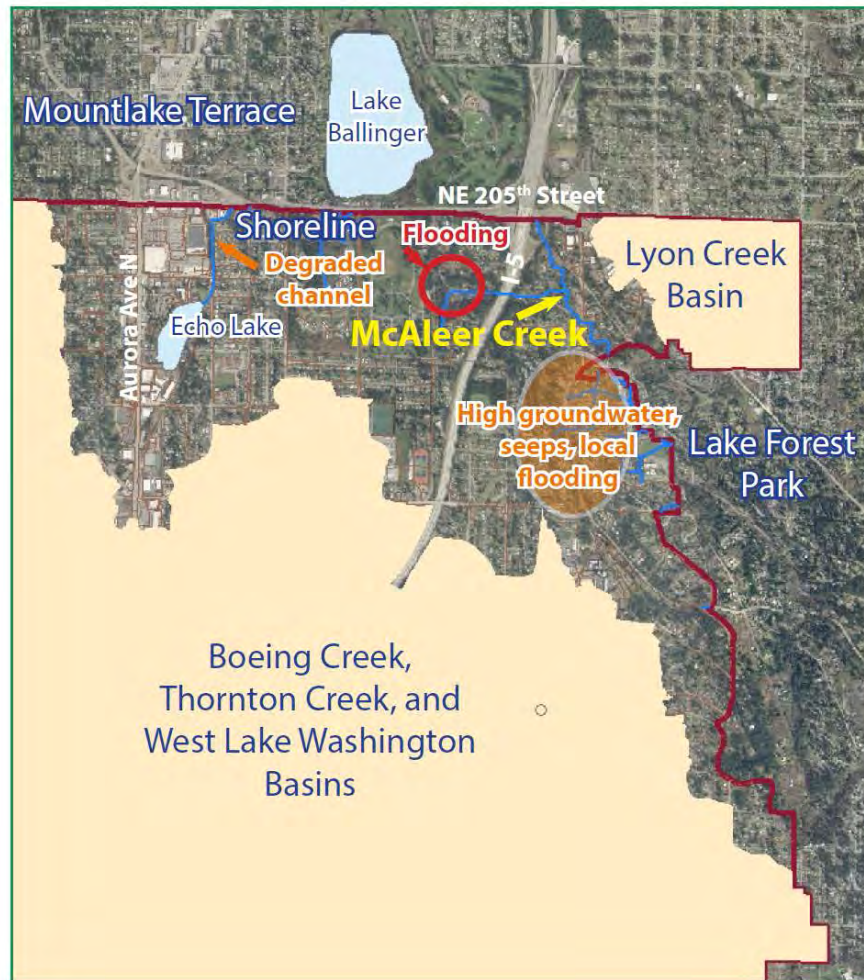 Lake
Ballinger
Mountlake Terrace
NE 205th Street
Shoreline
Flooding
Degraded
channel
I-5
Lyon Creek
Basin
Echo Lake
Aurora Ave N
McAleer Creek
High groundwater,
seeps, local
flooding
Lake Forest
Park
Boeing Creek,
Thornton Creek, and
West Lake Washington
Basins